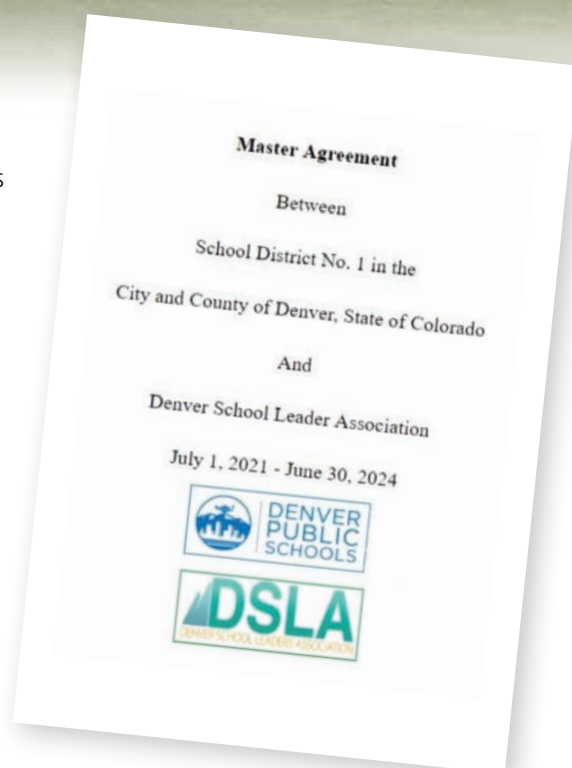 s
Master Agreement
Between
School District No. 1 in the
City and County of Denver, State of Colorado
And
Denver School Leader Association
July 1, 2021 - June 30, 2024
DENVER
PUBLIC
SCHOOLS
DSLA
DENVER SCHOOL LEADERS ASSOCIATION